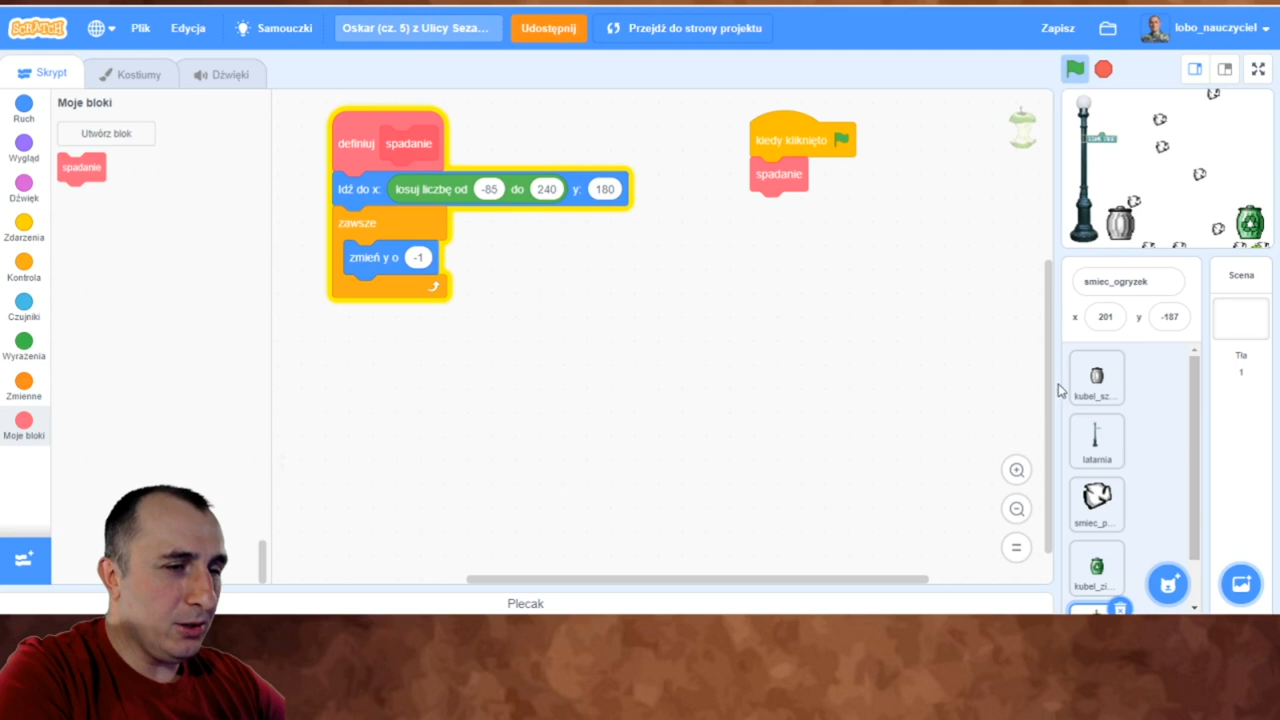 SCRATCH
Plik
Edycja
Samouczki
Oskar (cz. 5) z Ulicy Seza...
Udostępnij
Przejdź do strony projektu
Zapisz
lobo_nauczyciel
Skrypt
Kostiumy
Dźwięki
Ruch
Wygląd
Dźwięk
Zdarzenia
Kontrola
Czujniki
Wyrażenia
Zmienne
Moje bloki
Moje bloki
Utwórz blok
spadanie
definiuj spadanie
Idź do x: losuj liczbę od -85 do 240 y: 180
zawsze
zmień y o -1
kiedy kliknięto
spadanie
smiec_ogryzek
x 201 y -187
kubel_sz...
latarnia
smiec_p...
kubel_zi...
Scena
Tła
1
Plecak